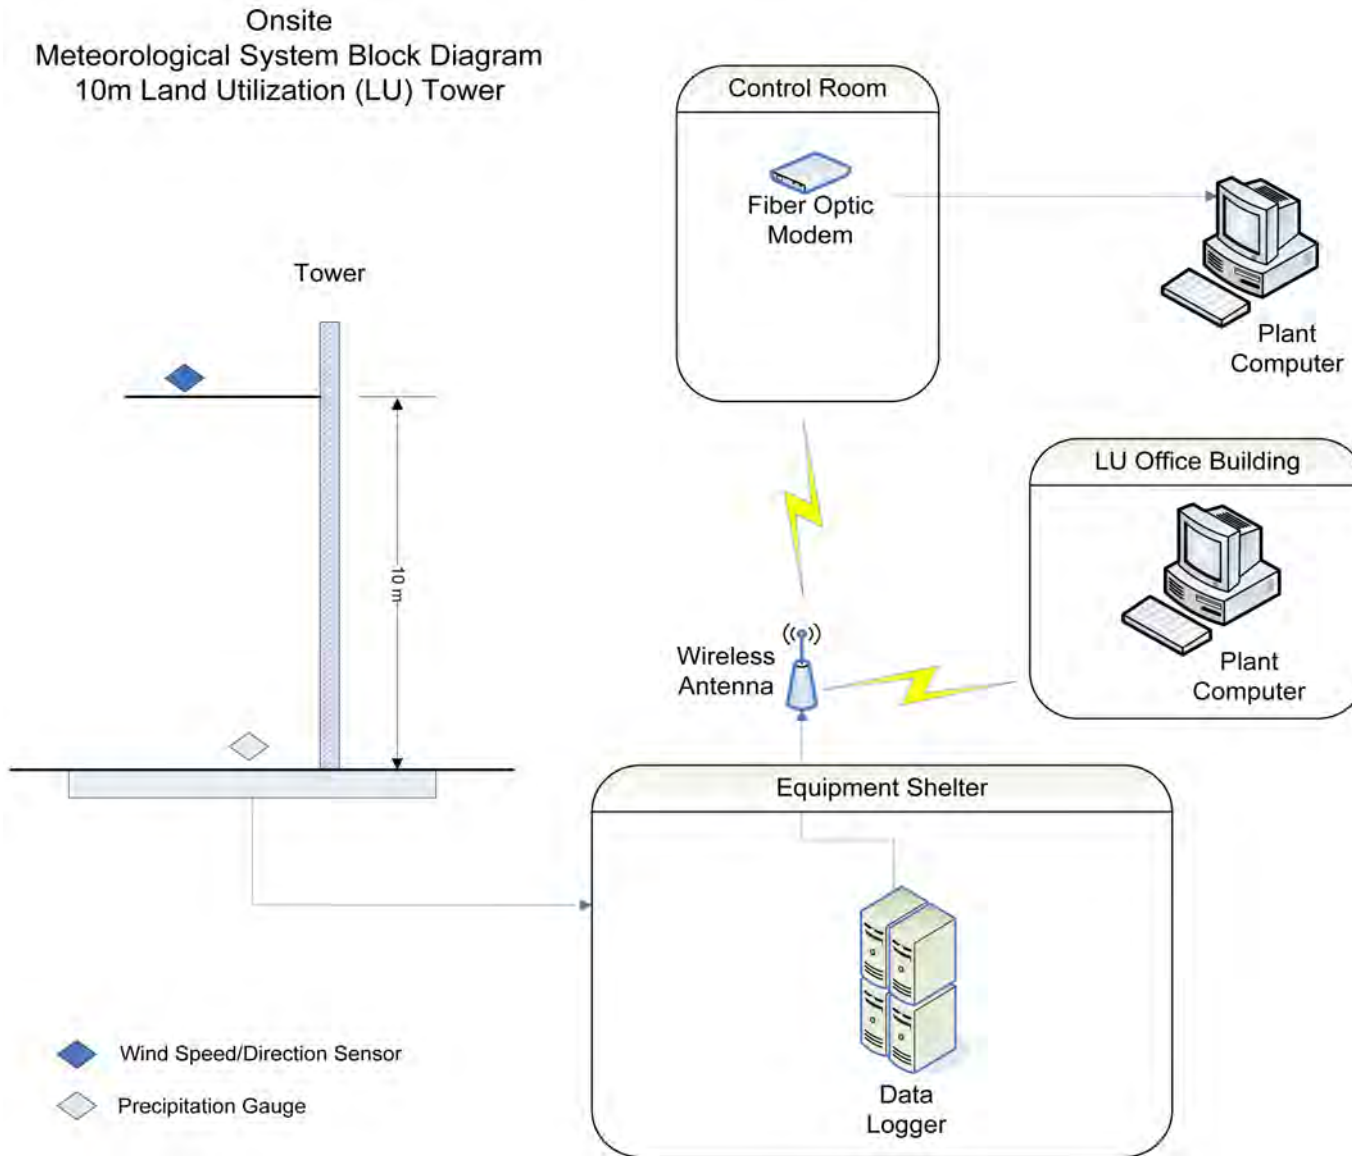 Onsite
Meteorological System Block Diagram
10m Land Utilization (LU) Tower
Control Room
Fiber Optic
Modem
Plant
Computer
Tower
10 m
LU Office Building
Plant
Computer
Wireless
Antenna
Equipment Shelter
Data
Logger
Wind Speed/Direction Sensor
Precipitation Gauge